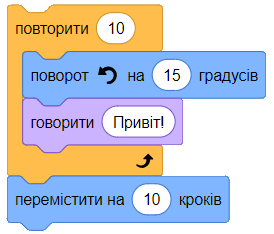 повторити 10
поворот на 15 градусів
говорити Привіт!
перемістити на 10 кроків